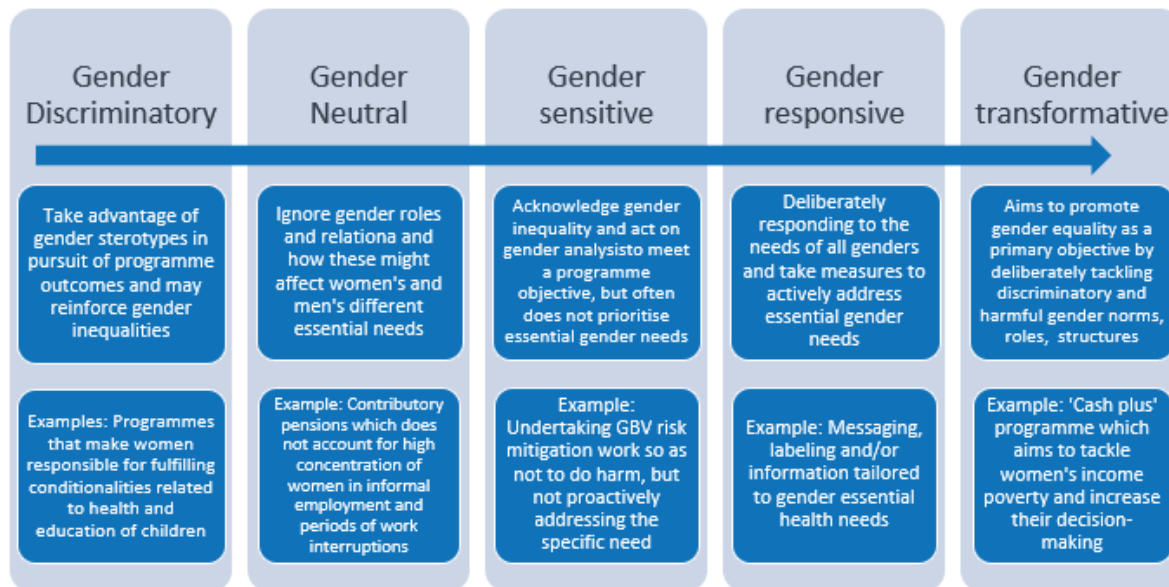 Gender
Discriminatory
Gender
Neutral
Gender
sensitive
Gender
responsive
Gender
transformative
Take advantage of
gender sterotypes in
pursuit of programme
outcomes and may
reinforce gender
inequalities
Ignore gender roles
and relationa and
how these might
affect women's and
men's different
essential needs
Acknowledge gender
inequality and act on
gender analysisto meet
a programme
objective, but often
does not prioritise
essential gender needs
Deliberately
responding to the
needs of all genders
and take measures to
actively address
essential gender
needs
Aims to promote
gender equality as a
primary objective by
deliberately tackling
discriminatory and
harmful gender norms,
roles, structures
Examples: Programmes
that make women
responsible for fulfilling
conditionalities related
to health and
education of children
Example: Contributory
pensions which does
not account for high
concentration of
women in informal
employment and
periods of work
interruptions
Example:
Undertaking GBV risk
mitigation work so as
not to do harm, but
not proactively
addressing the
specific need
Example: Messaging,
labeling and/or
information tailored
to gender essential
health needs
Example: 'Cash plus'
programme which
aims to tackle
women's income
poverty and increase
their decision-
making